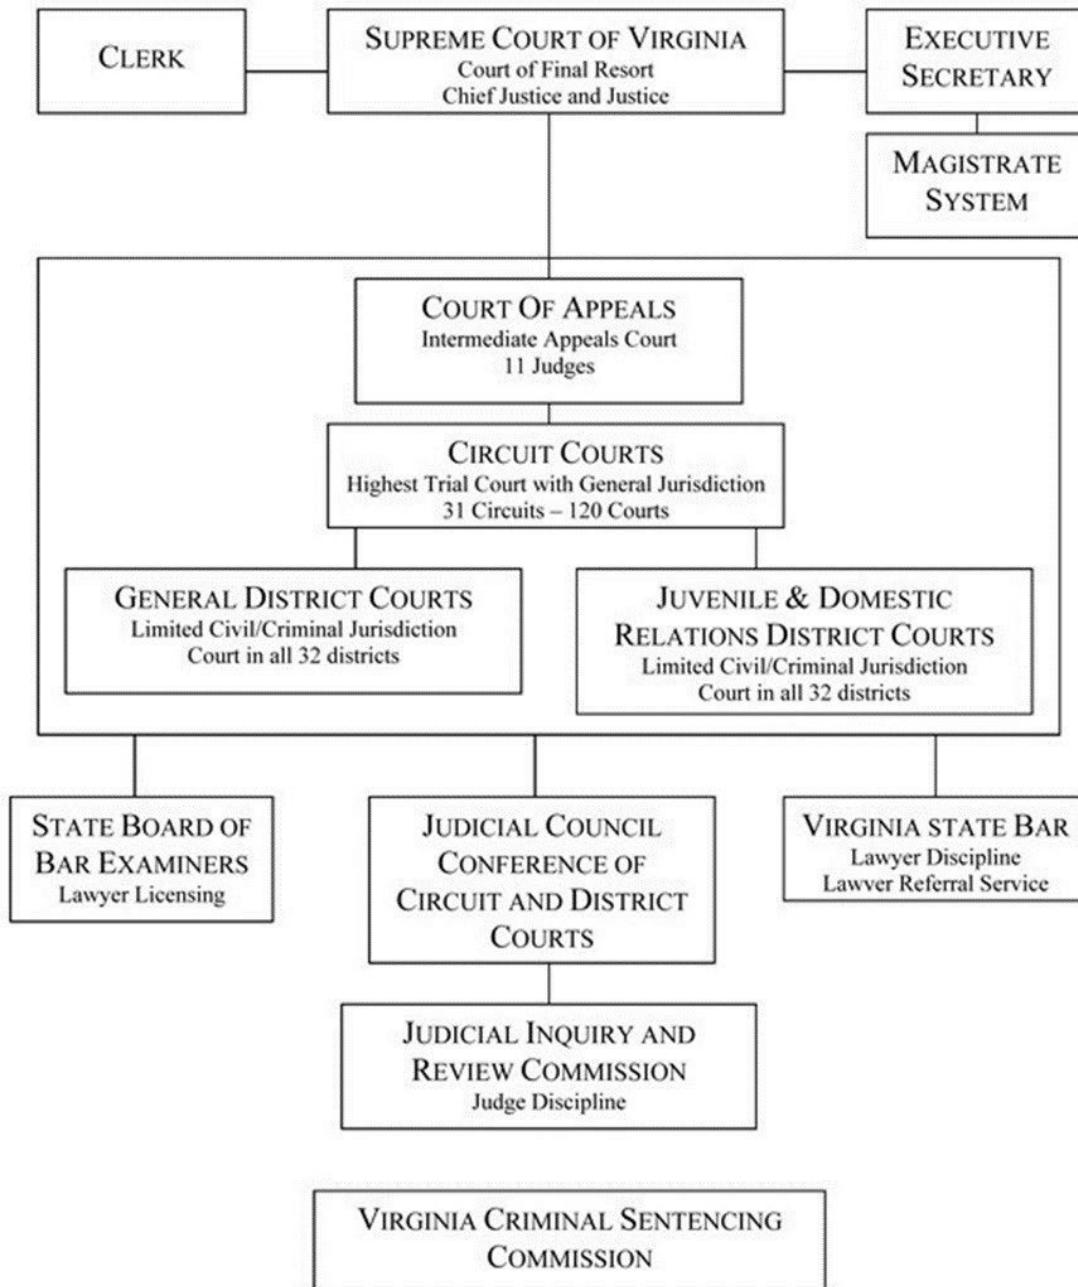 CLERK
SUPREME COURT OF VIRGINIA
Court of Final Resort
Chief Justice and Justice
EXECUTIVE
SECRETARY
MAGISTRATE
SYSTEM
COURT OF APPEALS
Intermediate Appeals Court
11 Judges
CIRCUIT COURTS
Highest Trial Court with General Jurisdiction
31 Circuits – 120 Courts
GENERAL DISTRICT COURTS
Limited Civil/Criminal Jurisdiction
Court in all 32 districts
JUVENILE & DOMESTIC
RELATIONS DISTRICT COURTS
Limited Civil/Criminal Jurisdiction
Court in all 32 districts
STATE BOARD OF
BAR EXAMINERS
Lawyer Licensing
JUDICIAL COUNCIL
CONFERENCE OF
CIRCUIT AND DISTRICT
COURTS
VIRGINIA STATE BAR
Lawyer Discipline
Lawyer Referral Service
JUDICIAL INQUIRY AND
REVIEW COMMISSION
Judge Discipline
VIRGINIA CRIMINAL SENTENCING
COMMISSION